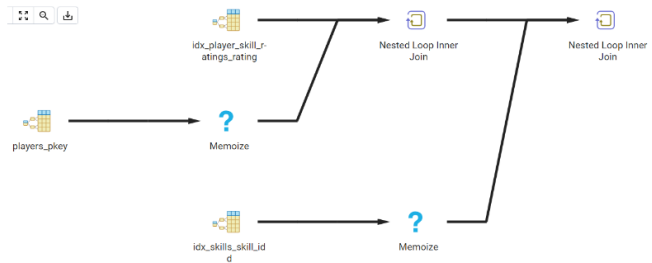 idx_player_skill_r-
atings_rating
Nested Loop Inner
Join
Nested Loop Inner
Join
players_pkey
Memoize
idx_skills_skill_id
d
Memoize